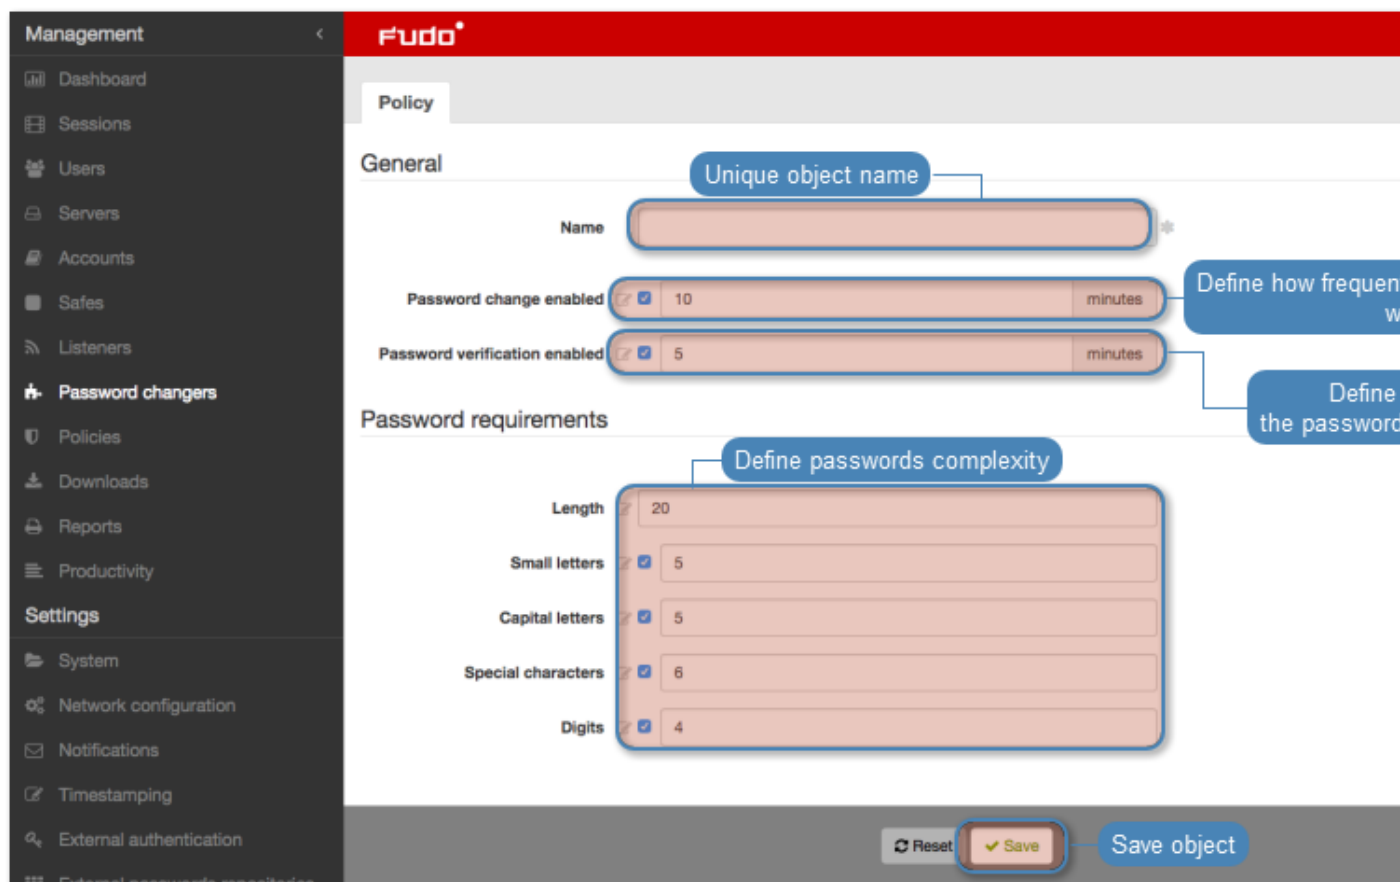 Management
Dashboard
Sessions
Users
Servers
Accounts
Safes
Listeners
Password changers
Policies
Downloads
Reports
Productivity
Settings
System
Network configuration
Notifications
Timestamping
External authentication
External passwords repositories
FUDO
Policy
General
Unique object name
Name
Password change enabled 10 minutes
Define how frequen
w
Password verification enabled 5 minutes
Define
the password
Password requirements
Define passwords complexity
Length 20
Small letters 5
Capital letters 5
Special characters 6
Digits 4
Reset Save Save object